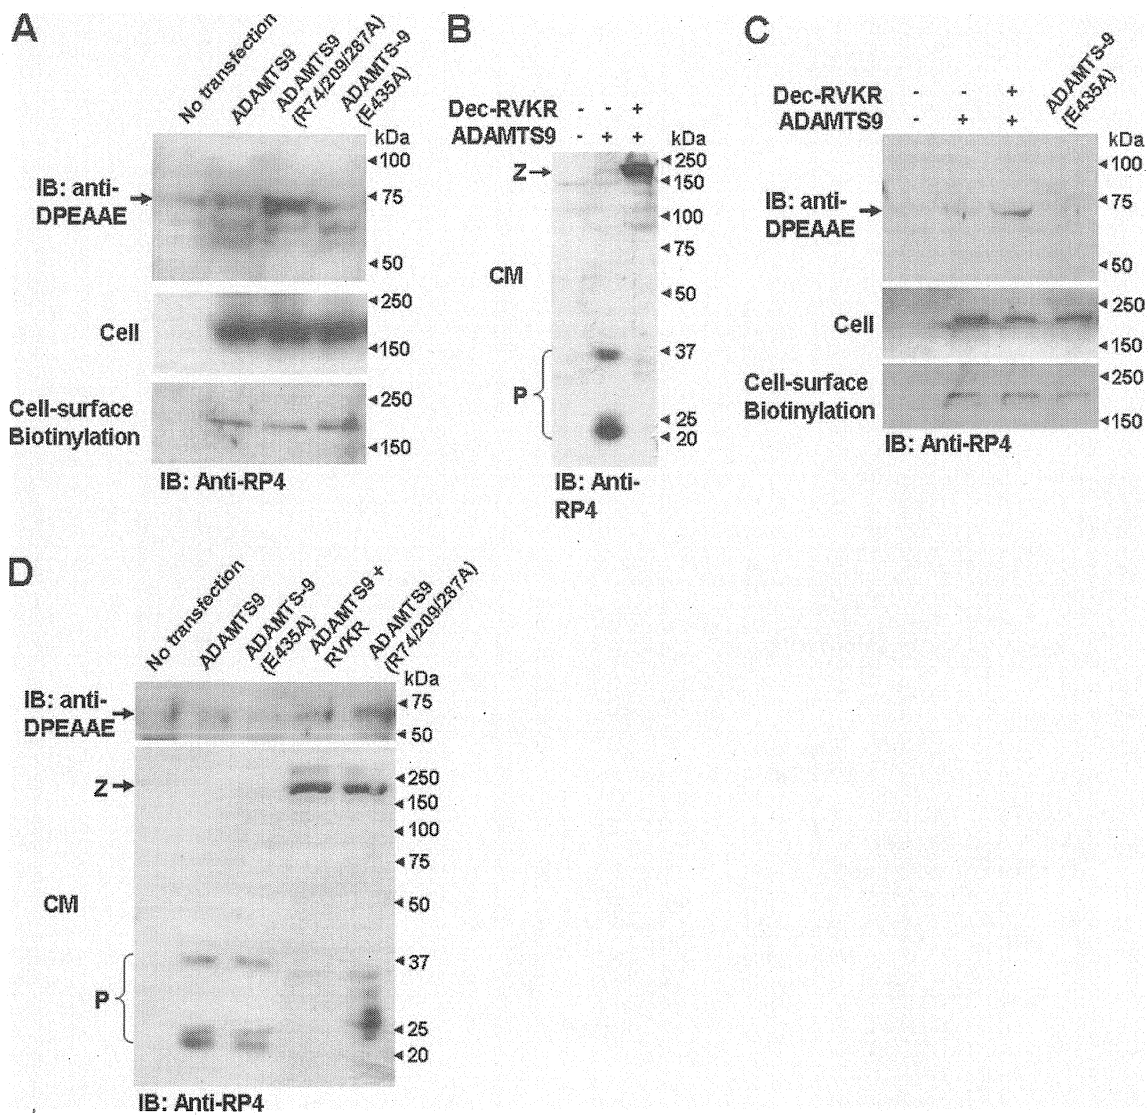 A
No transfection
ADAMTS9
ADAMTS9
(R74/209/287A)
ADAMTS-9
(E435A)
kDa
100
IB: anti-
DPEAAE
75
50
250
Cell
150
250
Cell-surface
Biotinylation
150
IB: Anti-RP4
B
Dec-RVKR - - +
ADAMTS9 - + +
kDa
Z
250
150
100
75
CM
50
37
P
25
20
IB: Anti-
RP4
C
ADAMTS-9
(E435A)
Dec-RVKR - - +
ADAMTS9 - + +
kDa
100
IB: anti-
DPEAAE
75
50
250
Cell
150
250
Cell-surface
Biotinylation
150
IB: Anti-RP4
D
No transfection
ADAMTS9
ADAMTS-9
(E435A)
ADAMTS9 +
RVKR
ADAMTS9
(R74/209/287A)
kDa
IB: anti-
DPEAAE
75
50
Z
250
150
100
75
CM
50
37
P
25
20
IB: Anti-RP4